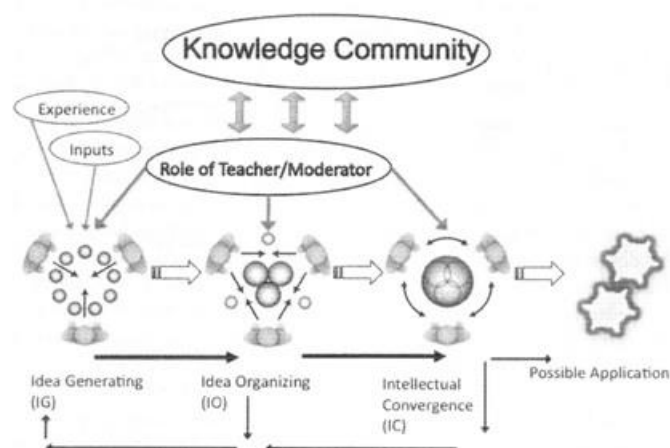 Knowledge Community
Experience
Inputs
Role of Teacher/Moderator
Idea Generating
(IG)
Idea Organizing
(IO)
Intellectual
Convergence
(IC)
Possible Application